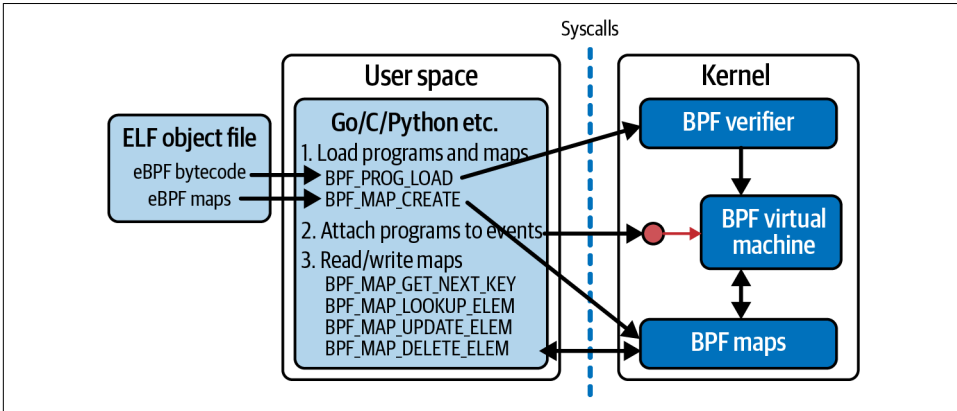 Syscalls
User space
Kernel
ELF object file
eBPF bytecode
eBPF maps
Go/C/Python etc.
1. Load programs and maps
BPF_PROG_LOAD
BPF_MAP_CREATE
2. Attach programs to events
3. Read/write maps
BPF_MAP_GET_NEXT_KEY
BPF_MAP_LOOKUP_ELEM
BPF_MAP_UPDATE_ELEM
BPF_MAP_DELETE_ELEM
BPF verifier
BPF virtual
machine
BPF maps